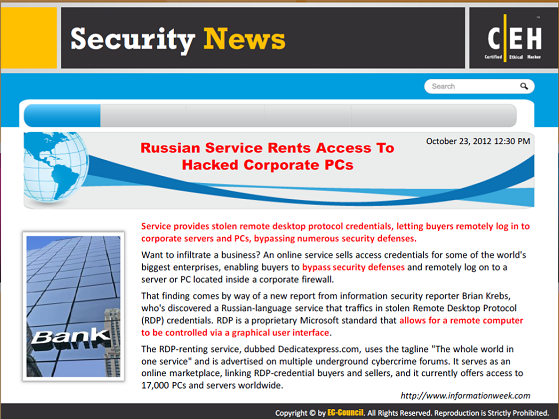 Security News
C|EH
Certified Ethical Hacker
Search
October 23, 2012 12:30 PM
Russian Service Rents Access To
Hacked Corporate PCs
Service provides stolen remote desktop protocol credentials, letting buyers remotely log in to
corporate servers and PCs, bypassing numerous security defenses.
Want to infiltrate a business? An online service sells access credentials for some of the world's
biggest enterprises, enabling buyers to bypass security defenses and remotely log on to a
server or PC located inside a corporate firewall.
That finding comes by way of a new report from information security reporter Brian Krebs,
who's discovered a Russian-language service that traffics in stolen Remote Desktop Protocol
(RDP) credentials. RDP is a proprietary Microsoft standard that allows for a remote computer
to be controlled via a graphical user interface.
The RDP-renting service, dubbed Dedicatexpress.com, uses the tagline "The whole world in
one service" and is advertised on multiple underground cybercrime forums. It serves as an
online marketplace, linking RDP-credential buyers and sellers, and it currently offers access to
17,000 PCs and servers worldwide.
Bank
http://www.informationweek.com
Copyright © by EC-Council. All Rights Reserved. Reproduction is Strictly Prohibited.